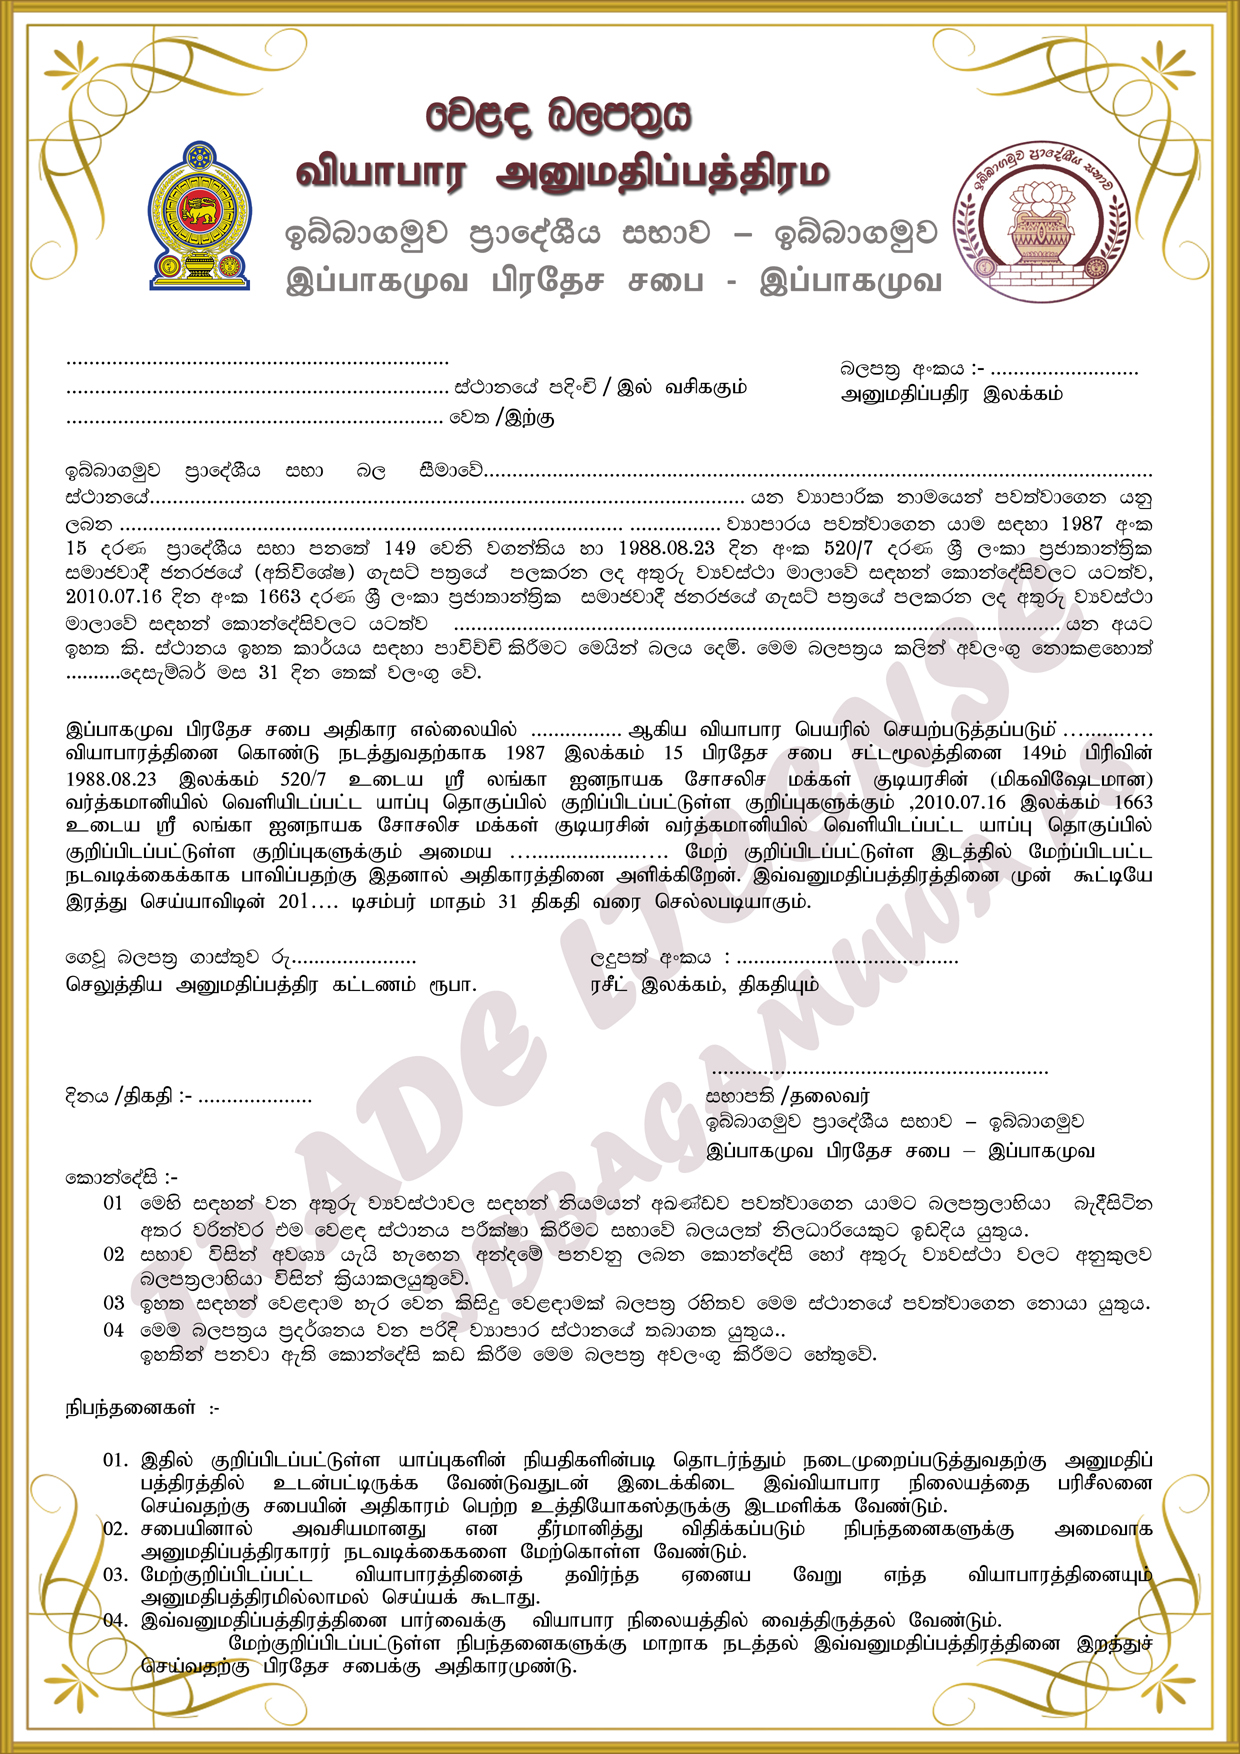 වෙළඳ බලපත්‍රය
வியாபார அனுமதிப்பத்திரம
ඉබ්බාගමුව ප්‍රාදේශීය සභාව – ඉබ්බාගමුව
இப்பாகமுவ பிரதேச சபை - இப்பாகமுவ
ඉබ්බාගමුව ප්‍රාදේශීය සභාව
..................................................................
.................................................................. ස්ථානයේ පදිංචි / இல் வசிககும்
................................................................. වෙත /இற்கு
බලපත්‍ර අංකය :- ..........................
அனுமதிப்பதிர இலக்கம்
ඉබ්බාගමුව ප්‍රාදේශීය සභා බල සීමාවේ....................................................................................................................
ස්ථානයේ........................................................................................................ යන ව්‍යාපාරික නාමයෙන් පවත්වාගෙන යනු
ලබන ........................................................................................ ................ ව්‍යාපාරය පවත්වාගෙන යාම සඳහා 1987 අංක
15 දරණ ප්‍රාදේශීය සභා පනතේ 149 වෙනි වගන්තිය හා 1988.08.23 දින අංක 520/7 දරණ ශ්‍රී ලංකා ප්‍රජාතාන්ත්‍රික
සමාජවාදී ජනරජයේ (අතිවිශේෂ) ගැසට් පත්‍රයේ පලකරන ලද අතුරු ව්‍යවස්ථා මාලාවේ සඳහන් කොන්දේසිවලට යටත්ව,
2010.07.16 දින අංක 1663 දරණ ශ්‍රී ලංකා ප්‍රජාතාන්ත්‍රික සමාජවාදී ජනරජයේ ගැසට් පත්‍රයේ පලකරන ලද අතුරු ව්‍යවස්ථා
මාලාවේ සඳහන් කොන්දේසිවලට යටත්ව .......................................................................................................... යන අයට
ඉහත කි. ස්ථානය ඉහත කාර්යය සඳහා පාවිච්චි කිරීමට මෙයින් බලය දෙමි. මෙම බලපත්‍රය කලින් අවලංගු නොකළහොත්
..........දෙසැම්බර් මස 31 දින තෙක් වලංගු වේ.
இப்பாகமுவ பிரதேச சபை அதிகார எல்லையில் ................ ஆகிய வியாபார பெயரில் செயற்படுத்தப்படும் ...............
வியாபாரத்தினை கொண்டு நடத்துவதற்காக 1987 இலக்கம் 15 பிரதேச சபை சட்டமூலத்தினை 149ம் பிரிவின்
1988.08.23 இலக்கம் 520/7 உடைய ஸ்ரீ லங்கா ஐனநாயக சோசலிச மக்கள் குடியரசின் (மிகவிஷேடமான)
வர்த்கமானியில் வெளியிடப்பட்ட யாப்பு தொகுப்பில் குறிப்பிடப்பட்டுள்ள குறிப்புகளுக்கும் ,2010.07.16 இலக்கம் 1663
உடைய ஸ்ரீ லங்கா ஐனநாயக சோசலிச மக்கள் குடியரசின் வர்த்கமானியில் வெளியிடப்பட்ட யாப்பு தொகுப்பில்
குறிப்பிடப்பட்டுள்ள குறிப்புகளுக்கும் அமைய ............................ மேற் குறிப்பிடப்பட்டுள்ள இடத்தில் மேற்ப்பிடபட்ட
நடவடிக்கைக்காக பாவிப்பதற்கு இதனால் அதிகாரத்தினை அளிக்கிறேன். இவ்வனுமதிப்பத்திரத்தினை முன் கூட்டியே
இரத்து செய்யாவிடின் 201.... டிசம்பர் மாதம் 31 திகதி வரை செல்லபடியாகும்.
ගෙවූ බලපත්‍ර ගාස්තුව රු......................
செலுத்திய அனுமதிப்பத்திர கட்டணம் ரூபா.
ලදුපත් අංකය : .......................................
ரசீட் இலக்கம், திகதியும்
දිනය /திகதி :- ....................
...........................................................
සභාපති /தலைவர்
ඉබ්බාගමුව ප්‍රාදේශීය සභාව – ඉබ්බාගමුව
இப்பாகமுவ பிரதேச சபை – இப்பாகமுவ
කොන්දේසි :-
01 මෙහි සඳහන් වන අතුරු ව්‍යවස්ථාවල සඳහන් නියමයන් අඛණ්ඩව පවත්වාගෙන යාමට බලපත්‍රලාභියා බැදීසිටින
අතර වරින්වර එම වෙළඳ ස්ථානය පරීක්ෂා කිරීමට සභාවේ බලයලත් නිලධාරියෙකුට ඉඩදිය යුතුය.
02 සභාව විසින් අවශ්‍ය යැයි හැඟෙන අන්දමේ පනවනු ලබන කොන්දේසි හෝ අතුරු ව්‍යවස්ථා වලට අනුකූලව
බලපත්‍රලාභියා විසින් ක්‍රියාකලයුතුවේ.
03 ඉහත සඳහන් වෙළඳාම හැර වෙන කිසිදු වෙළඳාමක් බලපත්‍ර රහිතව මෙම ස්ථානයේ පවත්වාගෙන නොයා යුතුය.
04 මෙම බලපත්‍රය ප්‍රදර්ශනය වන පරිදි ව්‍යාපාර ස්ථානයේ තබාගත යුතුය..
ඉහතින් පනවා ඇති කොන්දේසි කඩ කිරීම මෙම බලපත්‍ර අවලංගු කිරීමට හේතුවේ.
நிபந்தனைகள் :-
01. இதில் குறிப்பிடப்பட்டுள்ள யாப்புகளின் நியதிகளின்படி தொடர்ந்தும் நடைமுறைப்படுத்துவதற்கு அனுமதிப்
பத்திரத்தில் உடன்பட்டிருக்க வேண்டுவதுடன் இடைக்கிடை இவ்வியாபார நிலையத்தை பரிசீலனை
செய்வதற்கு சபையின் அதிகாரம் பெற்ற உத்தியோகஸ்தருக்கு இடமளிக்க வேண்டும்.
02. சபையினால் அவசியமானது என தீர்மானித்து விதிக்கப்படும் நிபந்தனைகளுக்கு அமைவாக
அனுமதிப்பத்திரகாரர் நடவடிக்கைகளை மேற்கொள்ள வேண்டும்.
03. மேற்குறிப்பிடப்பட்ட வியாபாரத்தினைத் தவிர்ந்த ஏனைய வேறு எந்த வியாபாரத்தினையும்
அனுமதிபத்திரமில்லாமல் செய்யக் கூடாது.
04. இவ்வனுமதிப்பத்திரத்தினை பார்வைக்கு வியாபார நிலையத்தில் வைத்திருத்தல் வேண்டும்.
மேற்குறிப்பிடப்பட்டுள்ள நிபந்தனைகளுக்கு மாறாக நடத்தல் இவ்வனுமதிப்பத்திரத்தினை இறத்துச்
செய்வதற்கு பிரதேச சபைக்கு அதிகாரமுண்டு.
TRADE LICENSE
IBBAGAMUWA AS